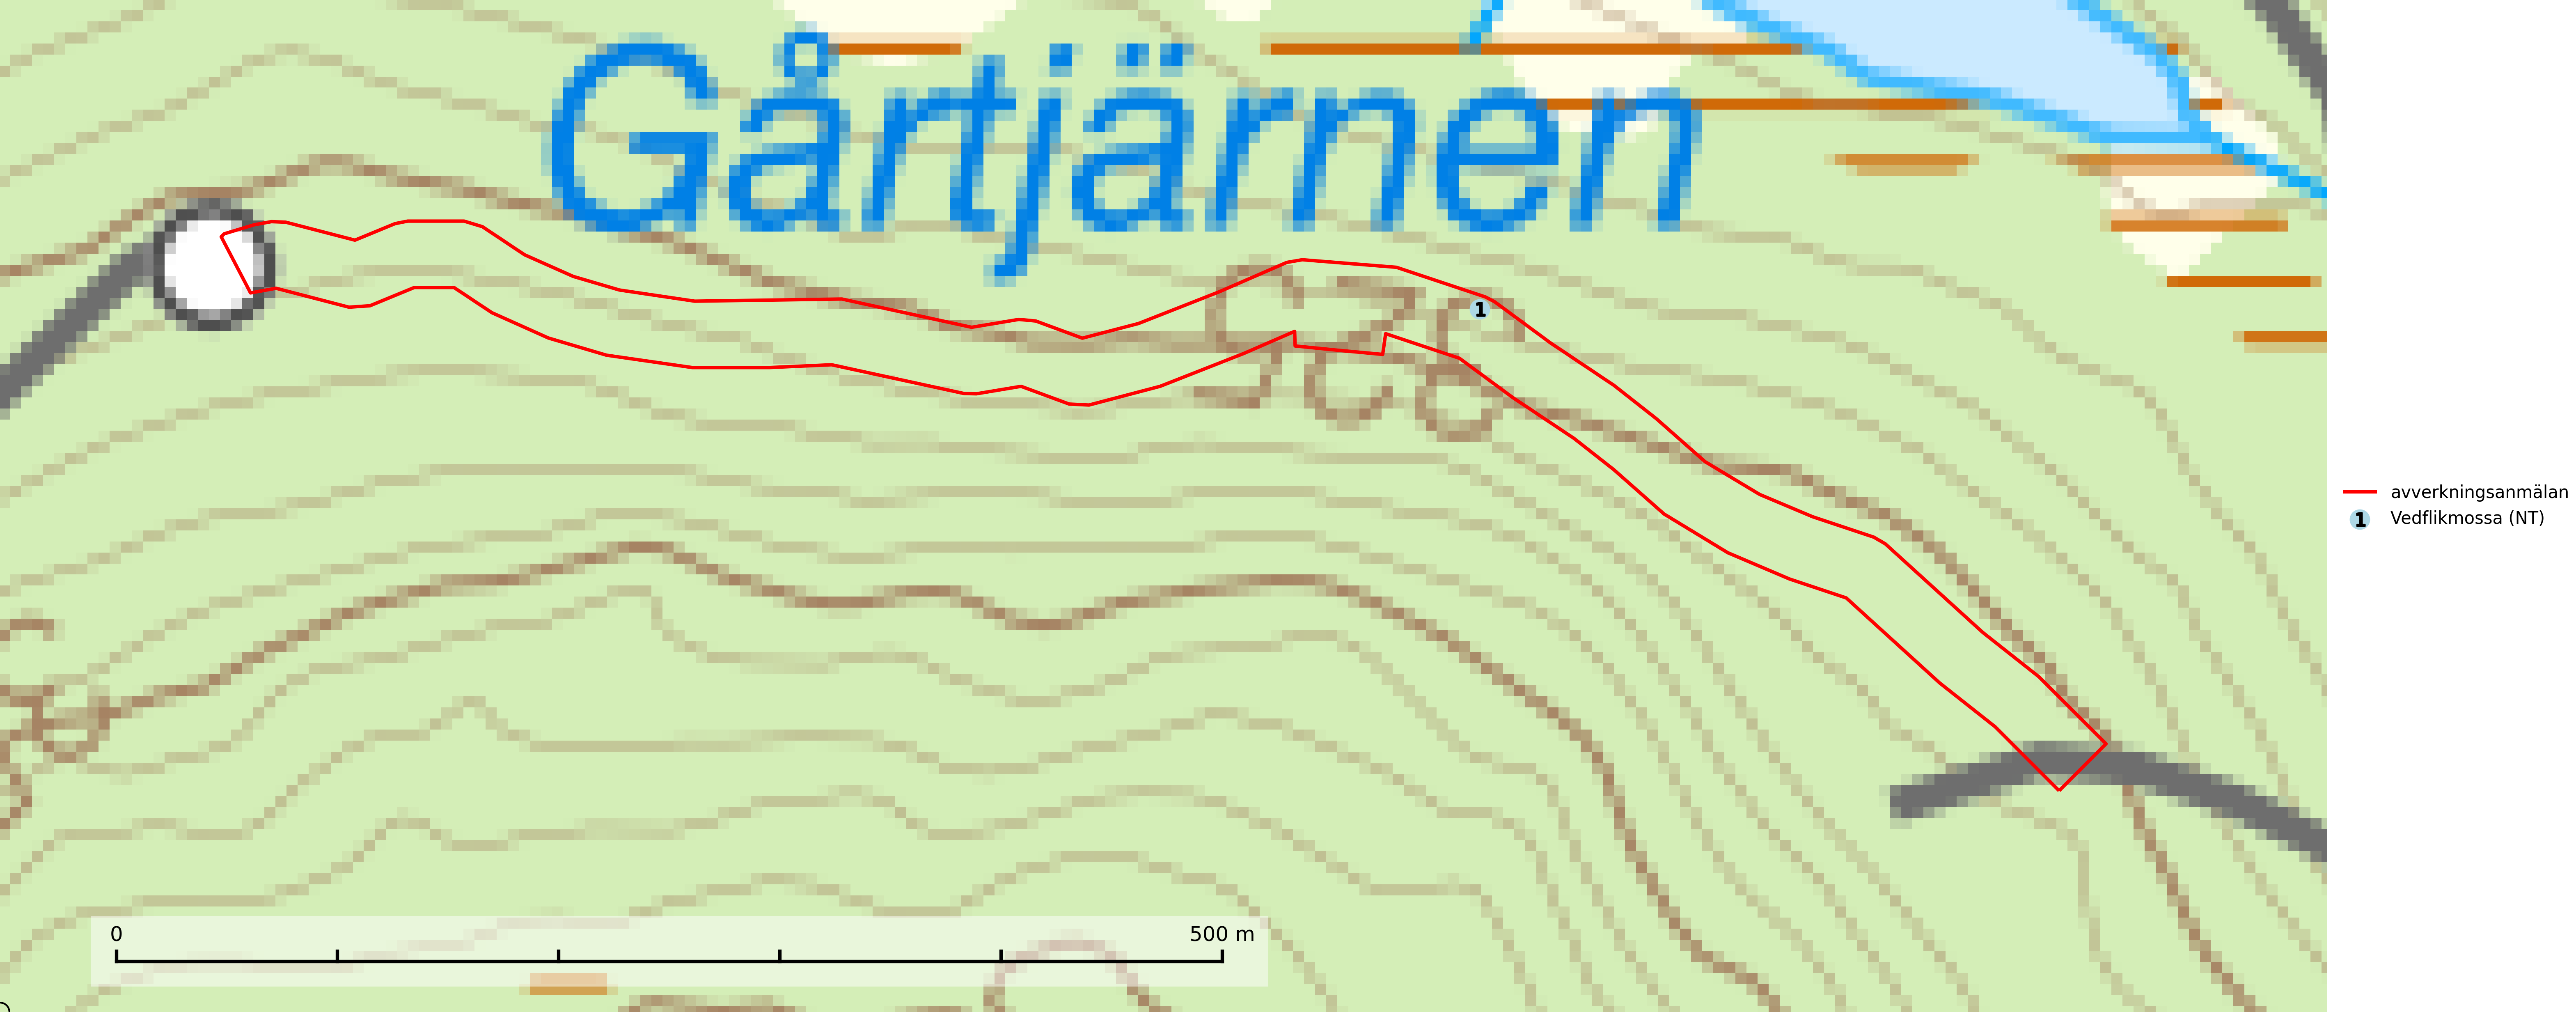 Gårtjärnen
1
avverkningsanmälan
1 Vedflikmossa (NT)
0 500 m